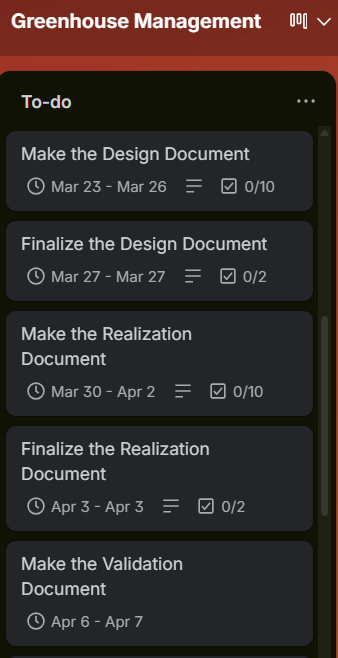 Greenhouse Management
To-do
Make the Design Document
Mar 23 - Mar 26 0/10
Finalize the Design Document
Mar 27 - Mar 27 0/2
Make the Realization
Document
Mar 30 - Apr 2 0/10
Finalize the Realization
Document
Apr 3 - Apr 3 0/2
Make the Validation
Document
Apr 6 - Apr 7